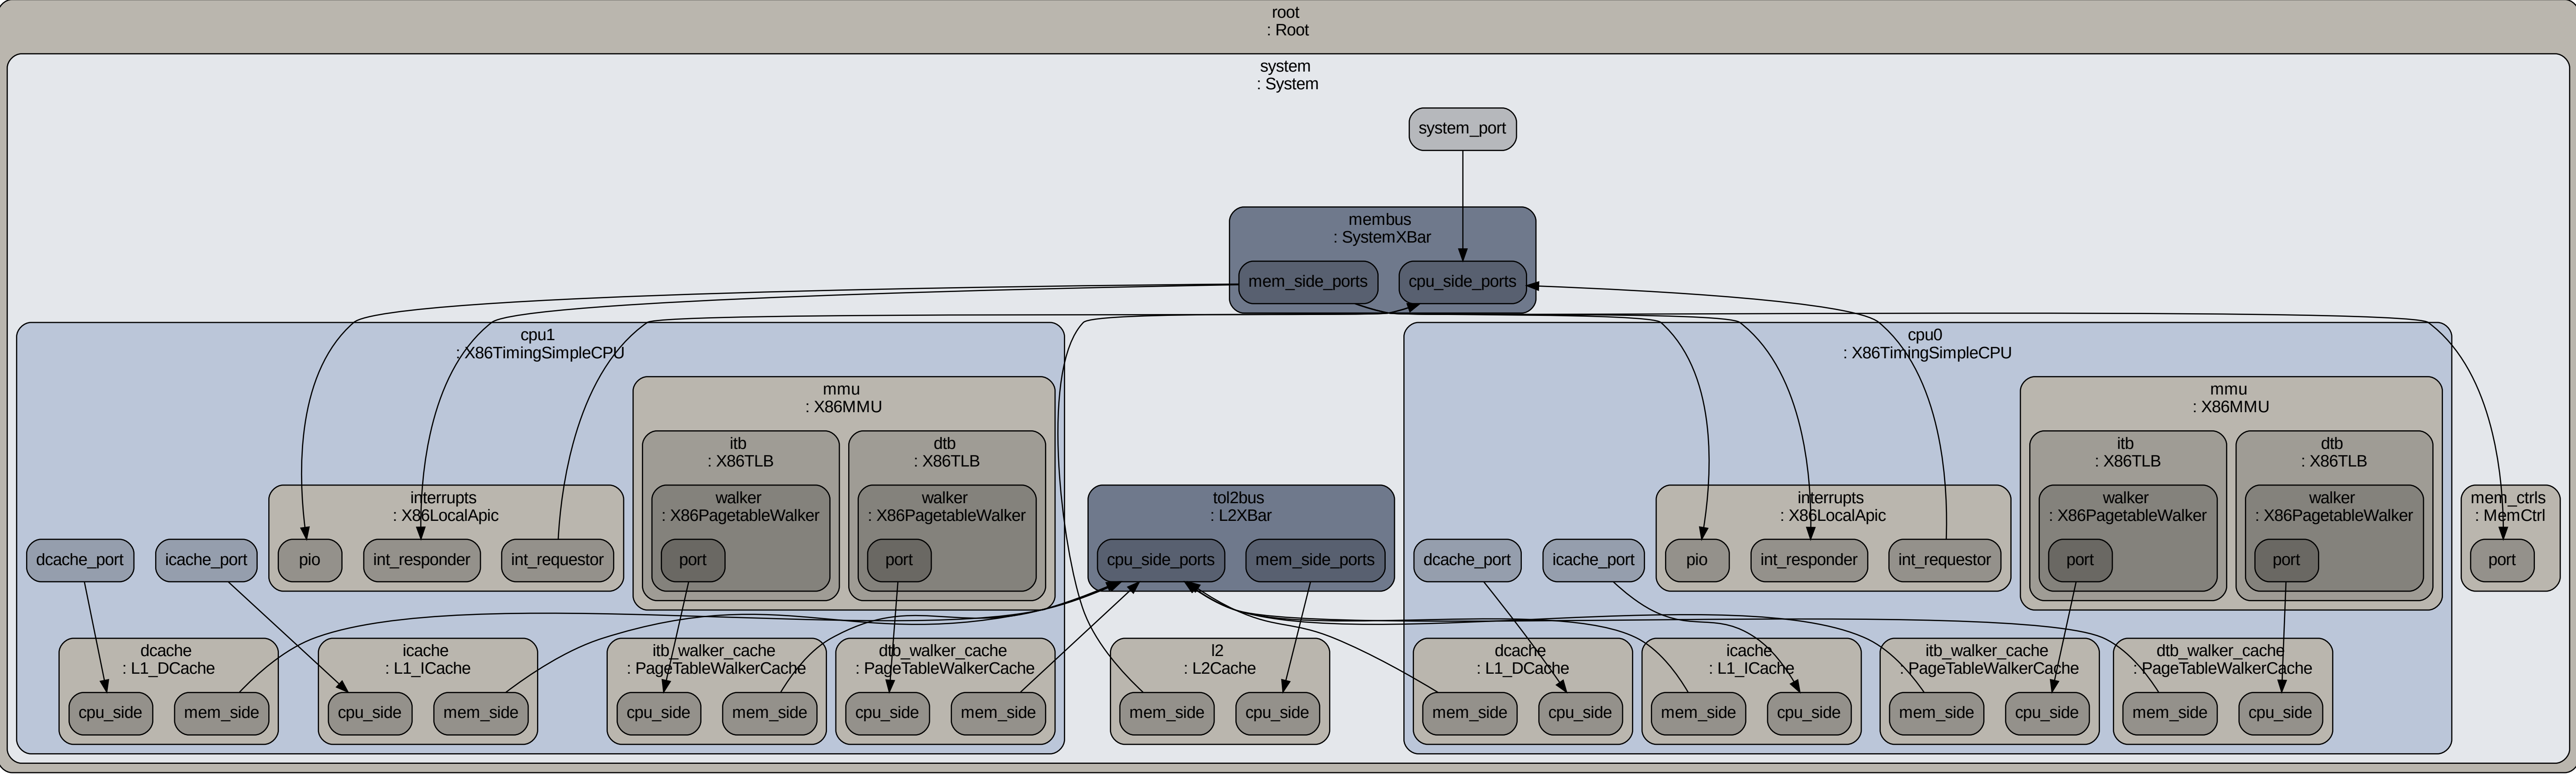 root
: Root
system
: System
system_port
membus
: SystemXBar
mem_side_ports
cpu_side_ports
cpu1
: X86TimingSimpleCPU
mmu
: X86MMU
itb
: X86TLB
dtb
: X86TLB
walker
: X86PagetableWalker
port
walker
: X86PagetableWalker
port
interrupts
: X86LocalApic
pio
int_responder
int_requestor
dcache_port
icache_port
dcache
: L1_DCache
cpu_side
mem_side
icache
: L1_ICache
cpu_side
mem_side
itb_walker_cache
: PageTableWalkerCache
cpu_side
mem_side
dtb_walker_cache
: PageTableWalkerCache
cpu_side
mem_side
tol2bus
: L2XBar
cpu_side_ports
mem_side_ports
l2
: L2Cache
mem_side
cpu_side
cpu0
: X86TimingSimpleCPU
mmu
: X86MMU
itb
: X86TLB
dtb
: X86TLB
walker
: X86PagetableWalker
port
walker
: X86PagetableWalker
port
interrupts
: X86LocalApic
pio
int_responder
int_requestor
dcache_port
icache_port
dcache
: L1_DCache
mem_side
cpu_side
icache
: L1_ICache
mem_side
cpu_side
itb_walker_cache
: PageTableWalkerCache
mem_side
cpu_side
dtb_walker_cache
: PageTableWalkerCache
mem_side
cpu_side
mem_ctrls
: MemCtrl
port